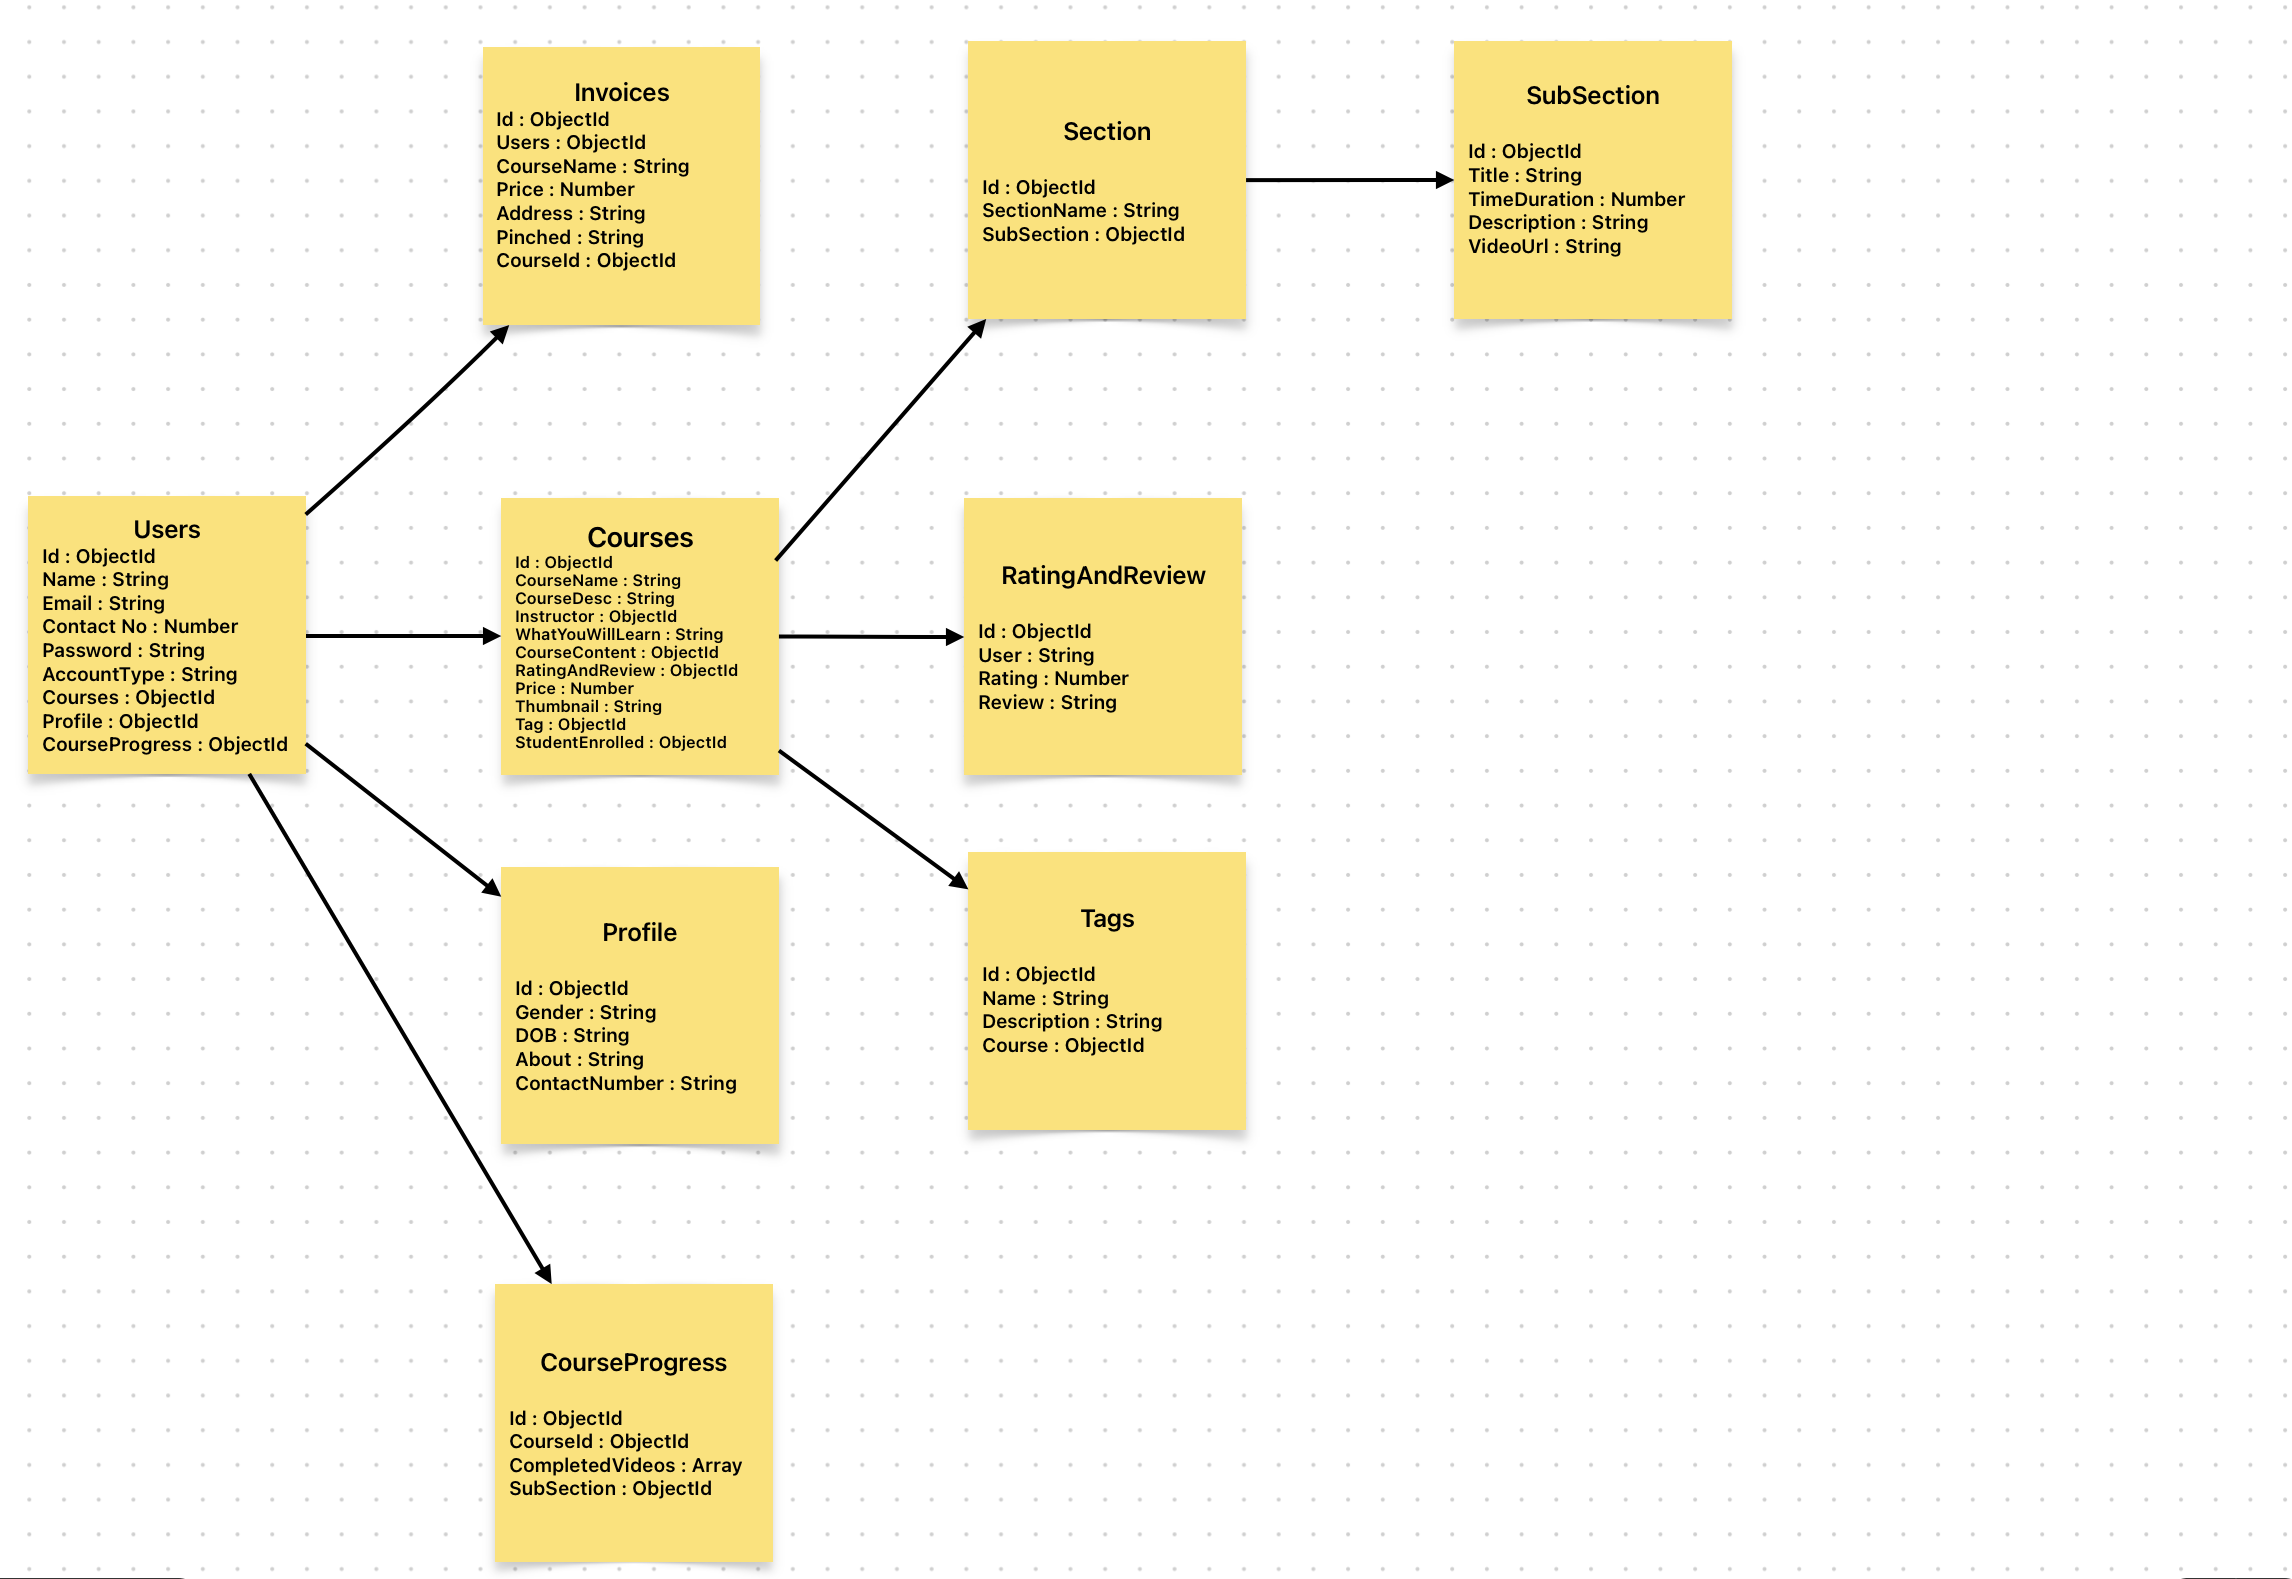 Invoices
Id : ObjectId
Users : ObjectId
CourseName : String
Price : Number
Address : String
Pinched : String
CourseId : ObjectId
Section
Id : ObjectId
SectionName : String
SubSection : ObjectId
SubSection
Id : ObjectId
Title : String
TimeDuration : Number
Description : String
VideoUrl : String
Users
Id : ObjectId
Name : String
Email : String
Contact No : Number
Password : String
AccountType : String
Courses : ObjectId
Profile : ObjectId
CourseProgress : ObjectId
Courses
Id : ObjectId
CourseName : String
CourseDesc : String
Instructor : ObjectId
WhatYouWillLearn : String
CourseContent : ObjectId
RatingAndReview : ObjectId
Price : Number
Thumbnail : String
Tag : ObjectId
StudentEnrolled : ObjectId
RatingAndReview
Id : ObjectId
User : String
Rating : Number
Review : String
Profile
Id : ObjectId
Gender : String
DOB : String
About : String
ContactNumber : String
Tags
Id : ObjectId
Name : String
Description : String
Course : ObjectId
CourseProgress
Id : ObjectId
CourseId : ObjectId
CompletedVideos : Array
SubSection : ObjectId